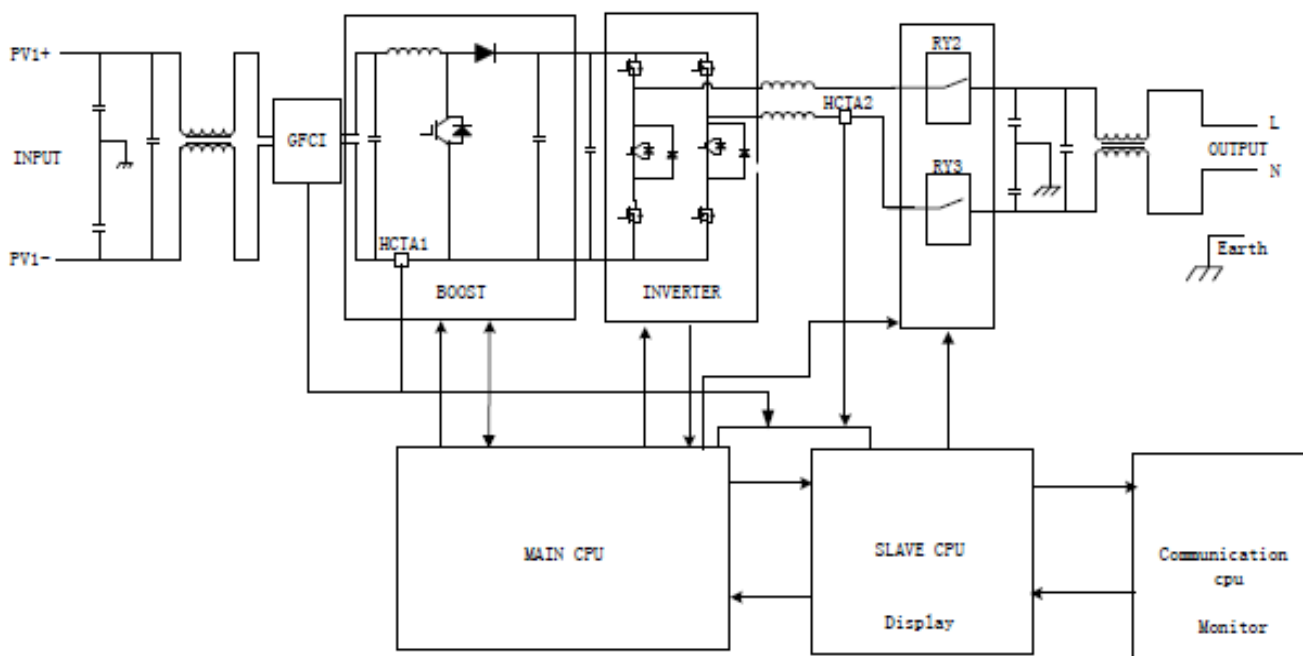 PV1+
INPUT
PV1-
GFCI
HCTA1
BOOST
INVERTER
HCTA2
RY2
RY3
L
OUTPUT
N
Earth
MAIN CPU
SLAVE CPU
Display
Communication
cpu
Monitor